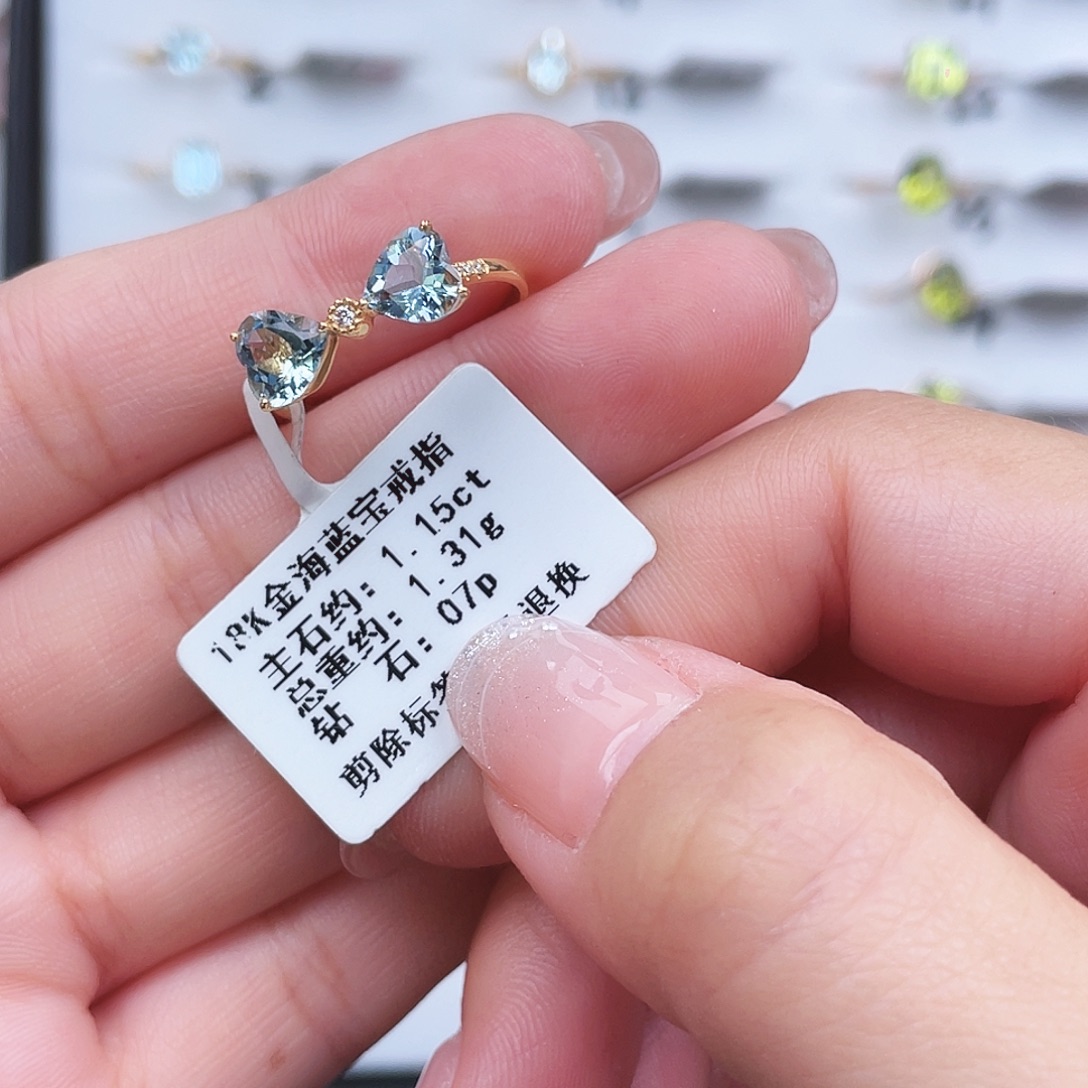 18K金海蓝宝戒指
主石约: 1.15ct
总重约: 1.31g
钻 石: 07p
剪除标 退换